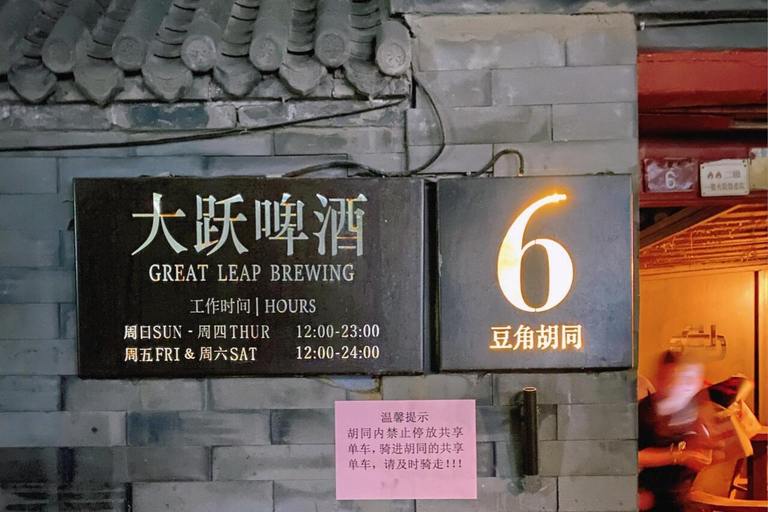 大跃啤酒
GREAT LEAP BREWING
工作时间 | HOURS
周日SUN - 周四THUR 12:00-23:00
周五FRI & 周六SAT 12:00-24:00
6
豆角胡同
温馨提示
胡同内禁止停放共享
单车，骑进胡同的共享
单车，请及时骑走!!!
6